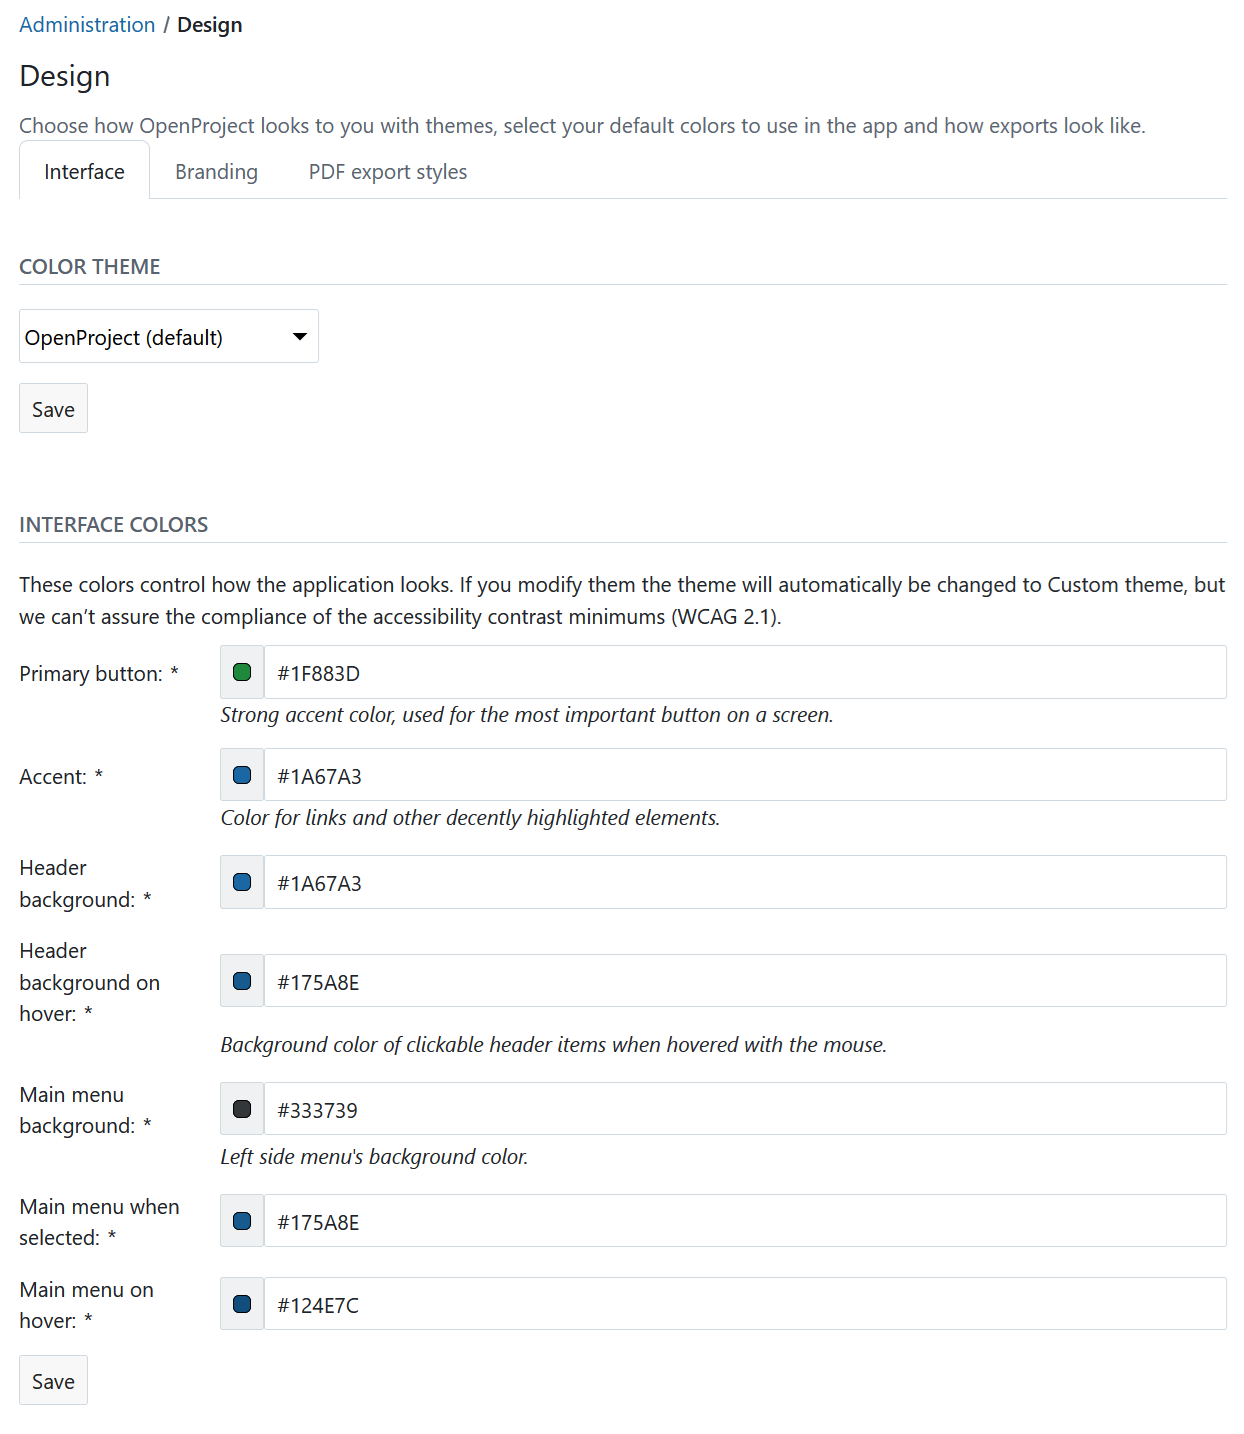 Administration / Design
Design
Choose how OpenProject looks to you with themes, select your default colors to use in the app and how exports look like.
Interface Branding PDF export styles
COLOR THEME
OpenProject (default)
Save
INTERFACE COLORS
These colors control how the application looks. If you modify them the theme will automatically be changed to Custom theme, but
we can’t assure the compliance of the accessibility contrast minimums (WCAG 2.1).
Primary button: * #1F883D
Strong accent color, used for the most important button on a screen.
Accent: * #1A67A3
Color for links and other decently highlighted elements.
Header
background: *
#1A67A3
Header
background on
hover: *
#175A8E
Background color of clickable header items when hovered with the mouse.
Main menu
background: *
#333739
Left side menu's background color.
Main menu when
selected: *
#175A8E
Main menu on
hover: *
#124E7C
Save